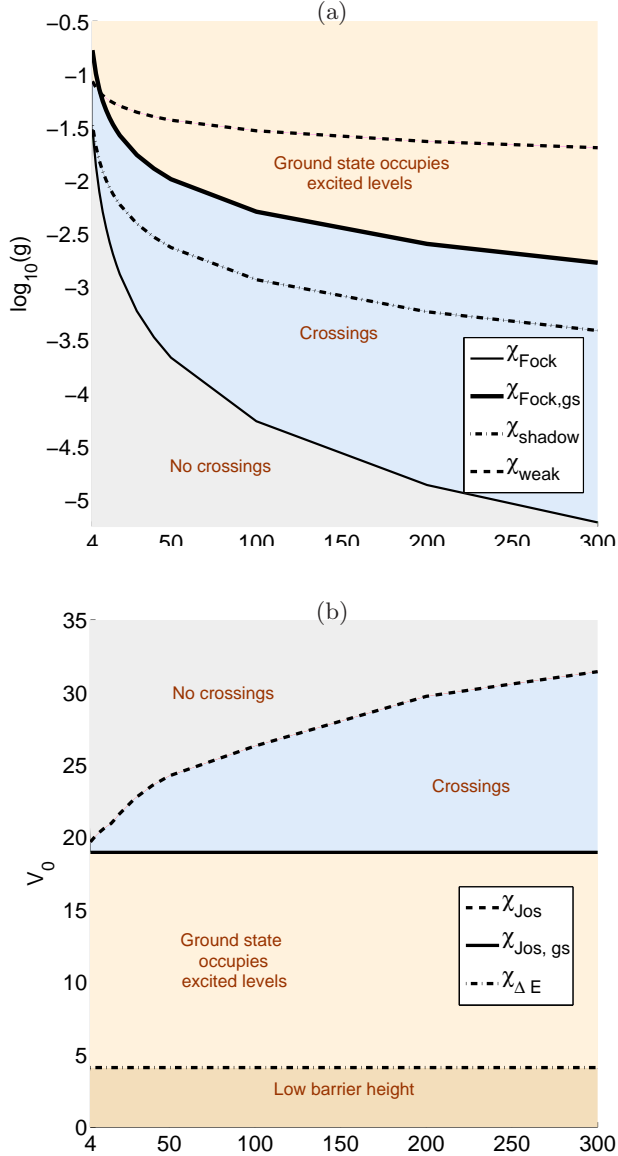 (a)
−0.5
−1
−1.5
−2
−2.5
−3
−3.5
−4
−4.5
−5
log10(g)
Ground state occupies
excited levels
Crossings
No crossings
χFock
χFock,gs
χshadow
χweak
4 50 100 150 200 250 300
(b)
35
30
25
20
15
10
5
0
V0
No crossings
Crossings
Ground state
occupies
excited levels
Low barrier height
χJos
χJos, gs
χΔ E
4 50 100 150 200 250 300